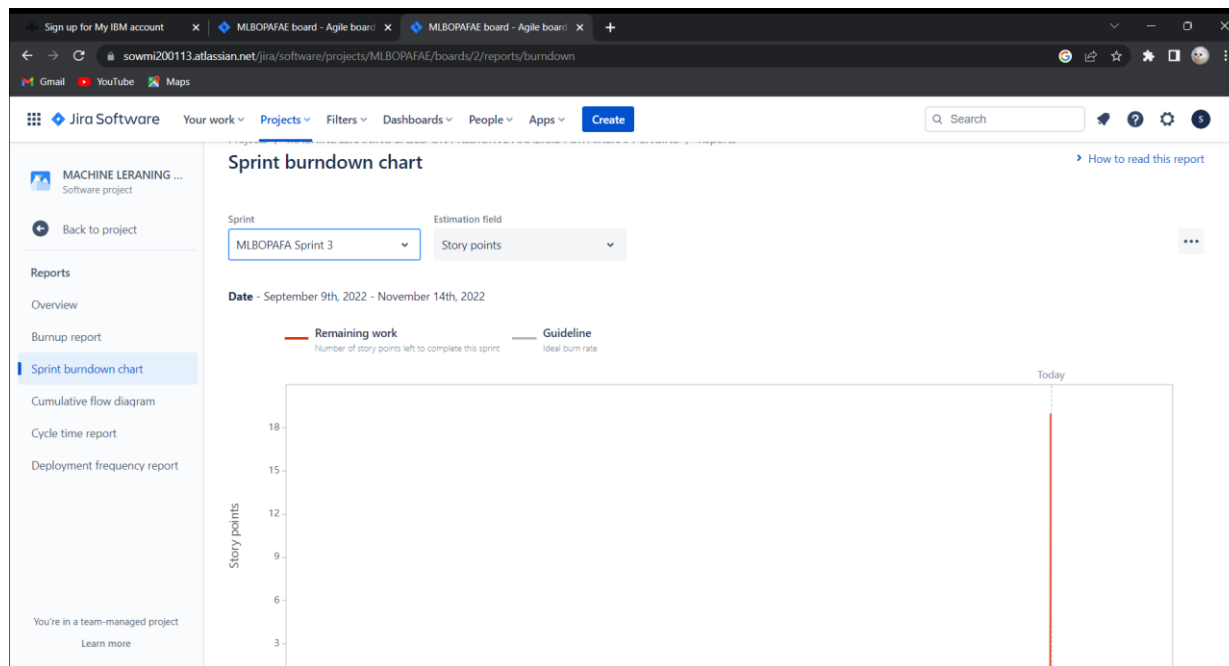 Sign up for My IBM account
MLBOPAFAE board - Agile board
MLBOPAFAE board - Agile board
sowmi200113.atlassian.net/jira/software/projects/MLBOPAFAE/boards/2/reports/burndown
Gmail YouTube Maps
Jira Software Your work Projects Filters Dashboards People Apps Create Search S
Reports
Sprint burndown chart
How to read this report
MACHINE LERANING ...
Software project
Back to project
Reports
Overview
Burnup report
Sprint burndown chart
Cumulative flow diagram
Cycle time report
Deployment frequency report
You're in a team-managed project
Learn more
Sprint
MLBOPAFA Sprint 3
Estimation field
Story points
Date - September 9th, 2022 - November 14th, 2022
Remaining work
Number of story points left to complete this sprint
Guideline
Ideal burn rate
Today
Story points
18
15
12
9
6
3